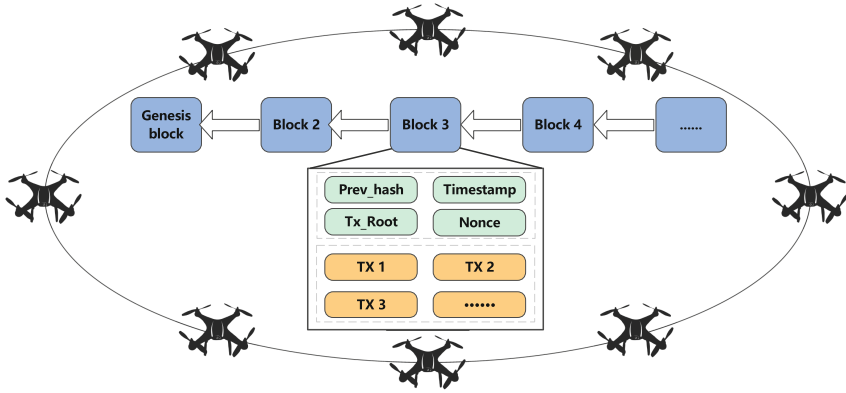 Genesis
block
Block 2
Block 3
Block 4
......
Prev_hash
Timestamp
Tx_Root
Nonce
TX 1
TX 2
TX 3
······